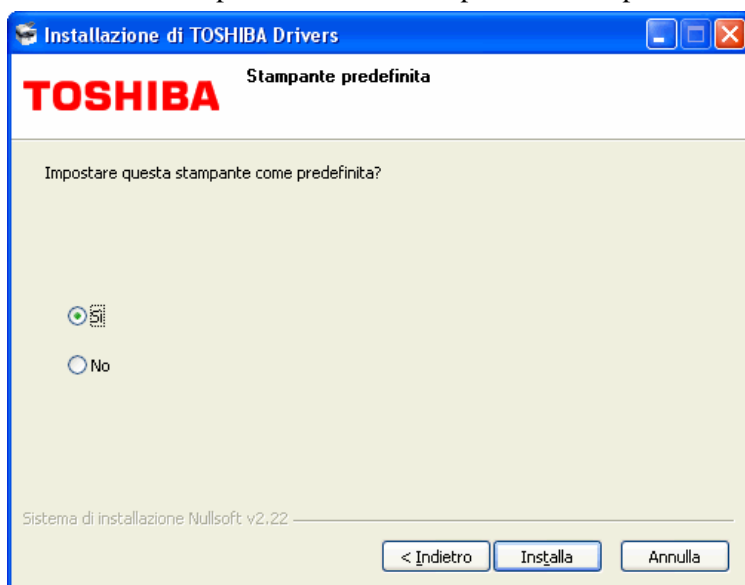 Installazione di TOSHIBA Drivers
TOSHIBA
Stampante predefinita
Impostare questa stampante come predefinita?
Sì
No
Sistema di installazione Nullsoft v2.22
< Indietro
Installa
Annulla